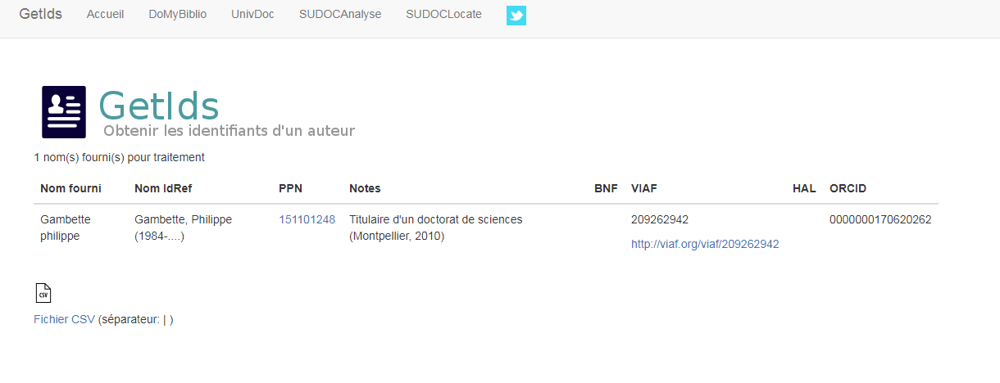 GetIds Accueil DoMyBiblio UnivDoc SUDOCAnalyse SUDOCLocate
GetIds
Obtenir les identifiants d'un auteur
1 nom(s) fourni(s) pour traitement
Nom fourni Nom IdRef PPN Notes BNF VIAF HAL ORCID
Gambette Gambette, Philippe 151101248 Titulaire d'un doctorat de sciences 209262942 0000000170620262
philippe (1984-....) (Montpellier, 2010)
http://viaf.org/viaf/209262942
CSV
Fichier CSV (séparateur: | )